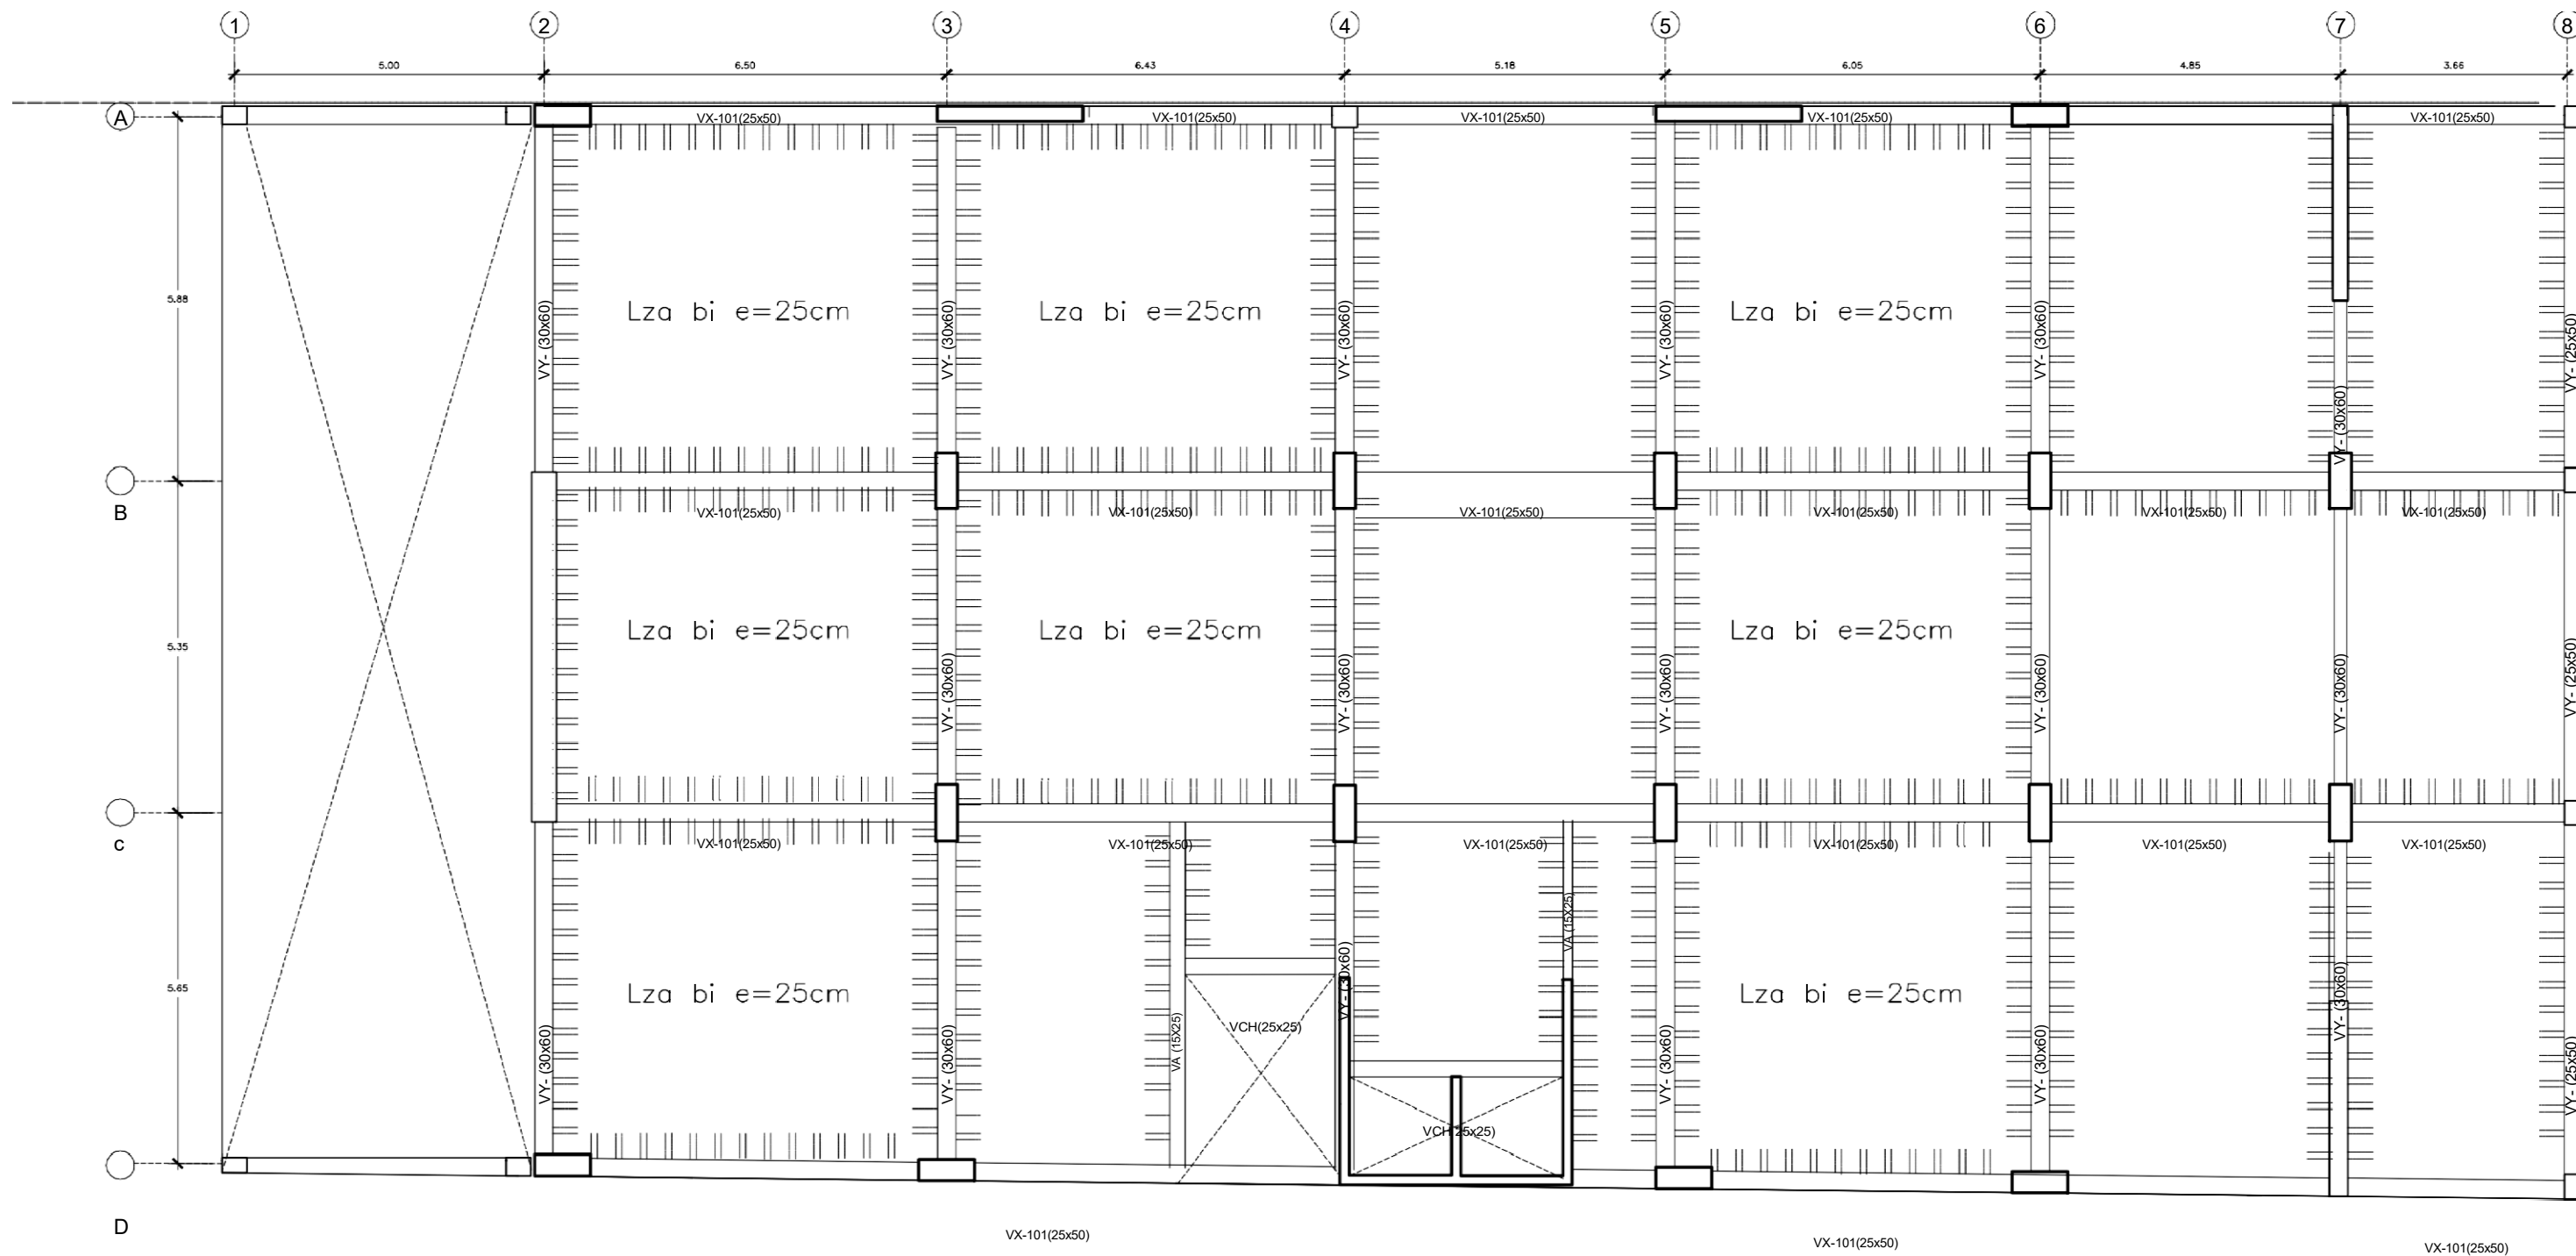 1 2 3 4 5 6 7 8
5.00 6.50 6.43 5.18 6.05 4.85 3.66
A
VX-101(25x50) VX-101(25x50) VX-101(25x50) VX-101(25x50) VX-101(25x50)
5.88
Lza bi e=25cm Lza bi e=25cm Lza bi e=25cm
VY- (30x60) VY- (30x60) VY- (30x60) VY- (30x60) VY- (30x60) VY- (30x60) VY- (25x50)
B
VX-101(25x50) VX-101(25x50) VX-101(25x50) VX-101(25x50) VX-101(25x50) VX-101(25x50)
5.35
Lza bi e=25cm Lza bi e=25cm Lza bi e=25cm
VY- (30x60) VY- (30x60) VY- (30x60) VY- (30x60) VY- (30x60) VY- (25x50)
c
VX-101(25x50) VX-101(25x50) VX-101(25x50) VX-101(25x50) VX-101(25x50) VX-101(25x50)
VA (15X25)
5.65
Lza bi e=25cm Lza bi e=25cm
VY- (30x60) VY- (30x60) VA (15X25) VCH(25x25) VY- (30x60) VY- (30x60) VY- (30x60) VY- (30x60) VY- (25x50)
VCH(25x25)
D
VX-101(25x50) VX-101(25x50) VX-101(25x50)